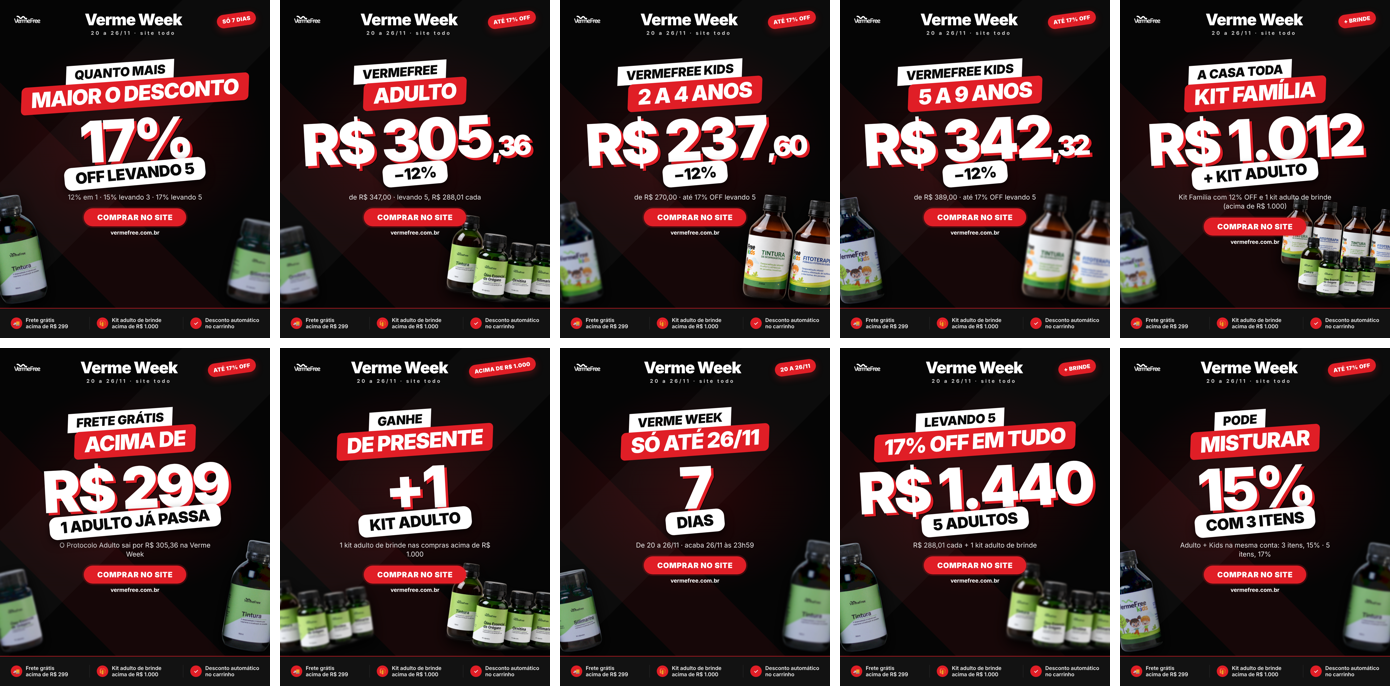 VermeFree
Verme Week
20 a 26/11 · site todo
SÓ 7 DIAS
QUANTO MAIS
MAIOR O DESCONTO
17%
OFF LEVANDO 5
12% em 1 · 15% levando 3 · 17% levando 5
COMPRAR NO SITE
vermefree.com.br
Tintura
Frete grátis
acima de R$ 299
Kit adulto de brinde
acima de R$ 1.000
Desconto automático
no carrinho
VermeFree
Verme Week
20 a 26/11 · site todo
ATÉ 17% OFF
VERMEFREE
ADULTO
R$ 305,36
−12%
de R$ 347,00 · levando 5, R$ 288,01 cada
COMPRAR NO SITE
vermefree.com.br
Tintura
Frete grátis
acima de R$ 299
Kit adulto de brinde
acima de R$ 1.000
Desconto automático
no carrinho
VermeFree
Verme Week
20 a 26/11 · site todo
ATÉ 17% OFF
VERMEFREE KIDS
2 A 4 ANOS
R$ 237,60
−12%
de R$ 270,00 · até 17% OFF levando 5
COMPRAR NO SITE
vermefree.com.br
TINTURA
FITOTERAP
Frete grátis
acima de R$ 299
Kit adulto de brinde
acima de R$ 1.000
Desconto automático
no carrinho
VermeFree
Verme Week
20 a 26/11 · site todo
ATÉ 17% OFF
VERMEFREE KIDS
5 A 9 ANOS
R$ 342,32
−12%
de R$ 389,00 · até 17% OFF levando 5
COMPRAR NO SITE
vermefree.com.br
Frete grátis
acima de R$ 299
Kit adulto de brinde
acima de R$ 1.000
Desconto automático
no carrinho
VermeFree
Verme Week
20 a 26/11 · site todo
+ BRINDE
A CASA TODA
KIT FAMÍLIA
R$ 1.012
+ KIT ADULTO
Kit Família com 12% OFF e 1 kit adulto de brinde
(acima de R$ 1.000)
COMPRAR NO SITE
vermefree.com.br
Frete grátis
acima de R$ 299
Kit adulto de brinde
acima de R$ 1.000
Desconto automático
no carrinho
VermeFree
Verme Week
20 a 26/11 · site todo
ATÉ 17% OFF
FRETE GRÁTIS
ACIMA DE
R$ 299
1 ADULTO JÁ PASSA
O Protocolo Adulto sai por R$ 305,36 na Verme
Week
COMPRAR NO SITE
vermefree.com.br
Tintura
Frete grátis
acima de R$ 299
Kit adulto de brinde
acima de R$ 1.000
Desconto automático
no carrinho
VermeFree
Verme Week
20 a 26/11 · site todo
ACIMA DE R$ 1.000
GANHE
DE PRESENTE
+1
KIT ADULTO
1 kit adulto de brinde nas compras acima de R$
1.000
COMPRAR NO SITE
vermefree.com.br
Tintura
Frete grátis
acima de R$ 299
Kit adulto de brinde
acima de R$ 1.000
Desconto automático
no carrinho
VermeFree
Verme Week
20 a 26/11 · site todo
20 A 26/11
VERME WEEK
SÓ ATÉ 26/11
7
DIAS
De 20 a 26/11 · acaba 26/11 às 23h59
COMPRAR NO SITE
vermefree.com.br
Frete grátis
acima de R$ 299
Kit adulto de brinde
acima de R$ 1.000
Desconto automático
no carrinho
VermeFree
Verme Week
20 a 26/11 · site todo
+ BRINDE
LEVANDO 5
17% OFF EM TUDO
R$ 1.440
5 ADULTOS
R$ 288,01 cada + 1 kit adulto de brinde
COMPRAR NO SITE
vermefree.com.br
Tintura
Frete grátis
acima de R$ 299
Kit adulto de brinde
acima de R$ 1.000
Desconto automático
no carrinho
VermeFree
Verme Week
20 a 26/11 · site todo
ATÉ 17% OFF
PODE
MISTURAR
15%
COM 3 ITENS
Adulto + Kids na mesma conta: 3 itens, 15% · 5
itens, 17%
COMPRAR NO SITE
vermefree.com.br
Tintura
Frete grátis
acima de R$ 299
Kit adulto de brinde
acima de R$ 1.000
Desconto automático
no carrinho